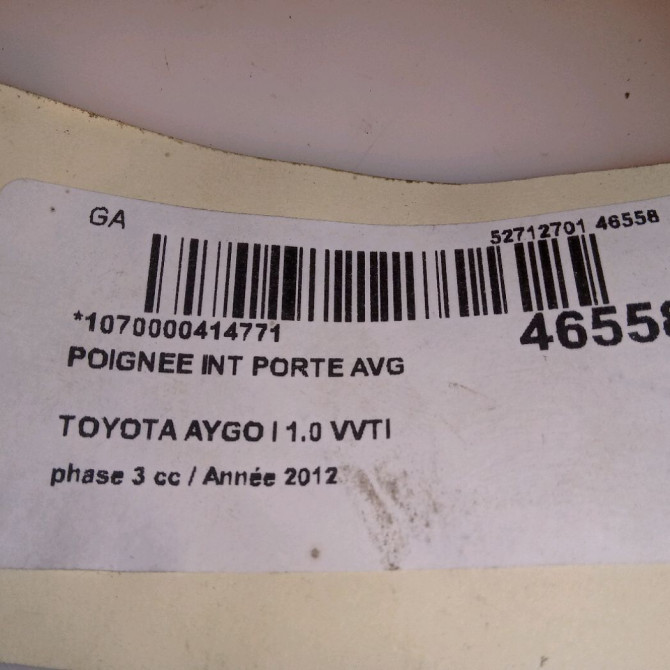 GA
52712701 46558
*1070000414771
46558
POIGNEE INT PORTE AVG
TOYOTA AYGO I 1.0 VVTI
phase 3 cc / Année 2012